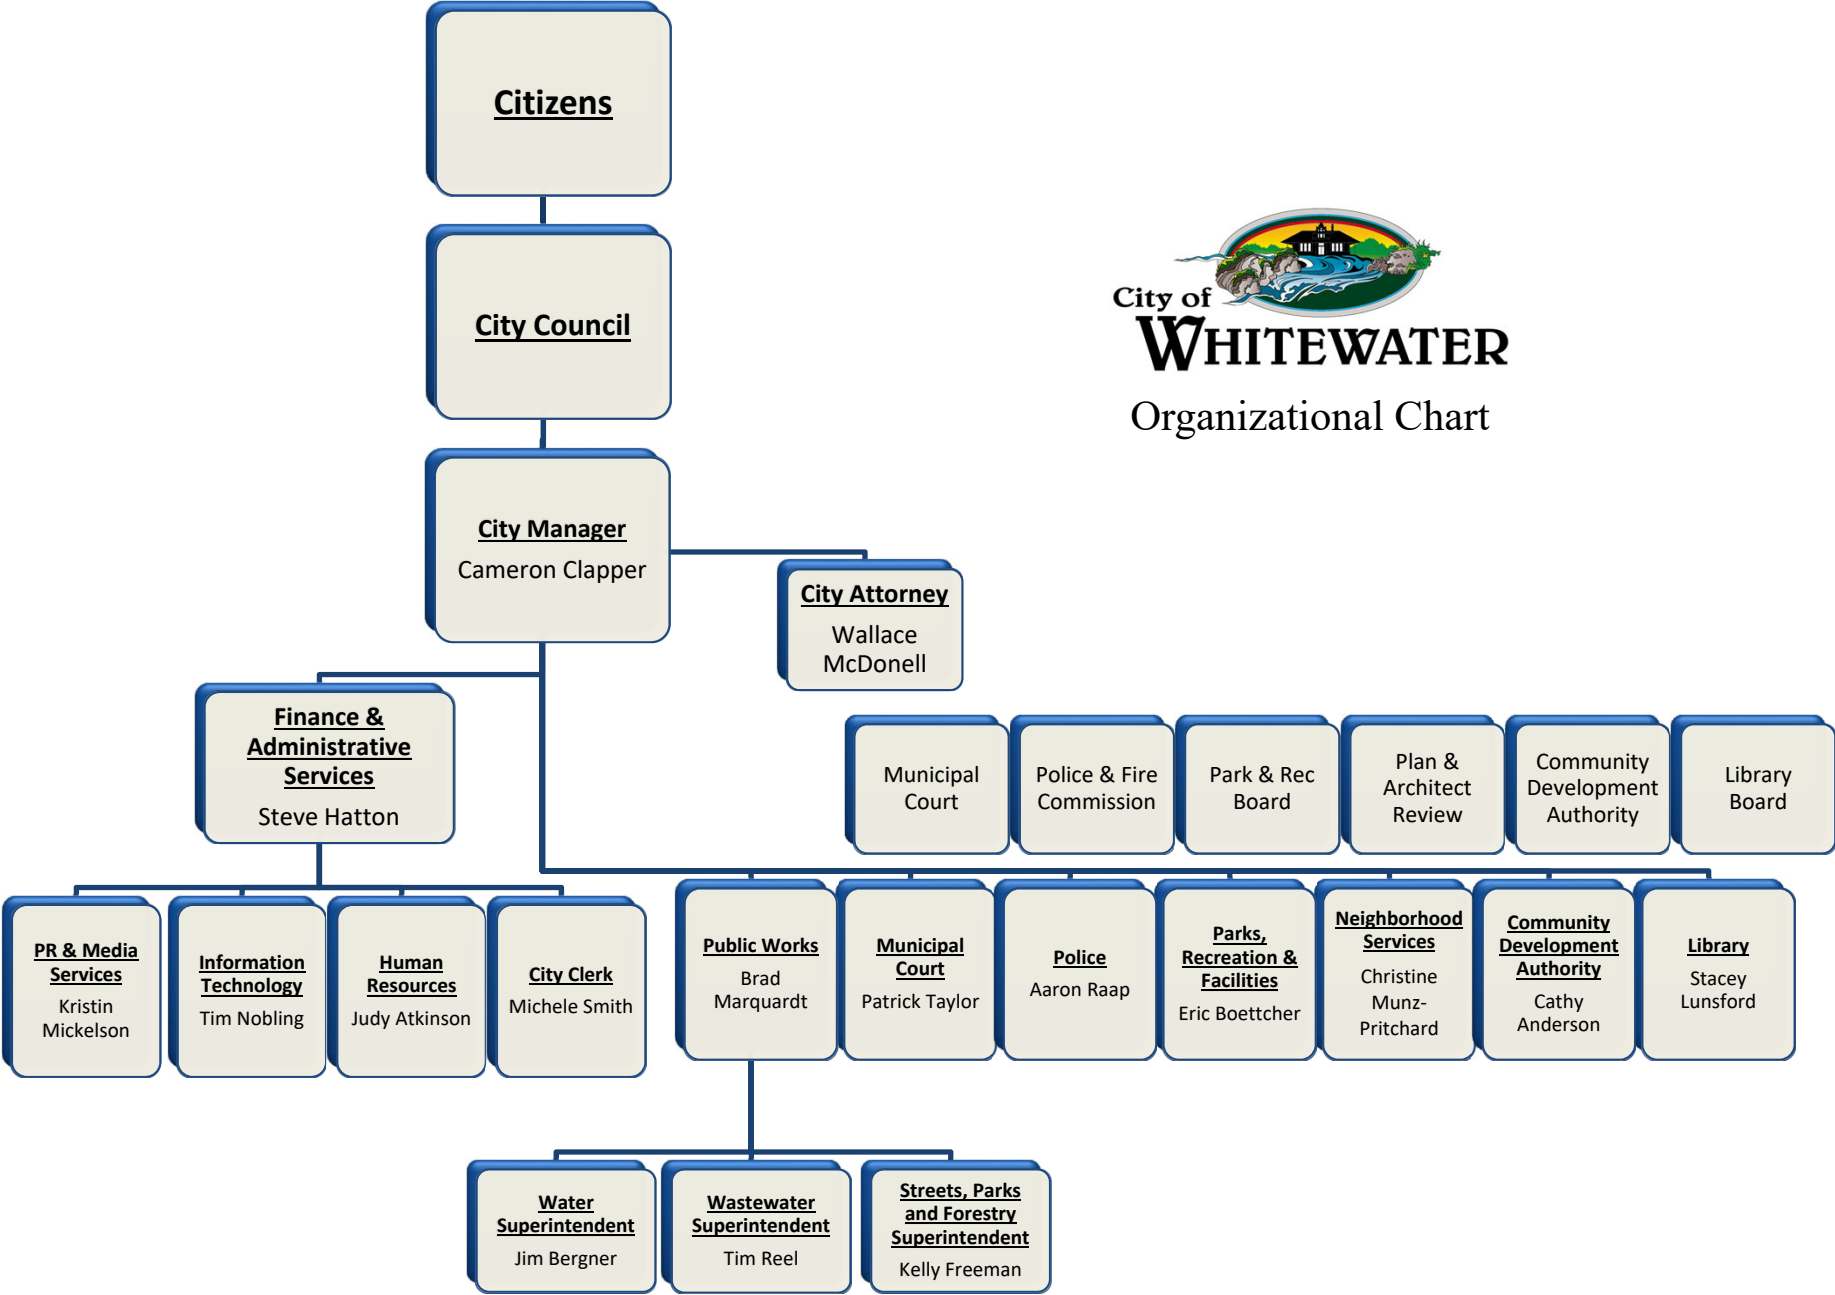 Citizens
City Council
City of
WHITEWATER
Organizational Chart
City Manager
Cameron Clapper
City Attorney
Wallace
McDonell
Finance &
Administrative
Services
Steve Hatton
Municipal
Court
Police & Fire
Commission
Park & Rec
Board
Plan &
Architect
Review
Community
Development
Authority
Library
Board
PR & Media
Services
Kristin
Mickelson
Information
Technology
Tim Nobling
Human
Resources
Judy Atkinson
City Clerk
Michele Smith
Public Works
Brad
Marquardt
Municipal
Court
Patrick Taylor
Police
Aaron Raap
Parks,
Recreation &
Facilities
Eric Boettcher
Neighborhood
Services
Christine
Munz-
Pritchard
Community
Development
Authority
Cathy
Anderson
Library
Stacey
Lunsford
Water
Superintendent
Jim Bergner
Wastewater
Superintendent
Tim Reel
Streets, Parks
and Forestry
Superintendent
Kelly Freeman